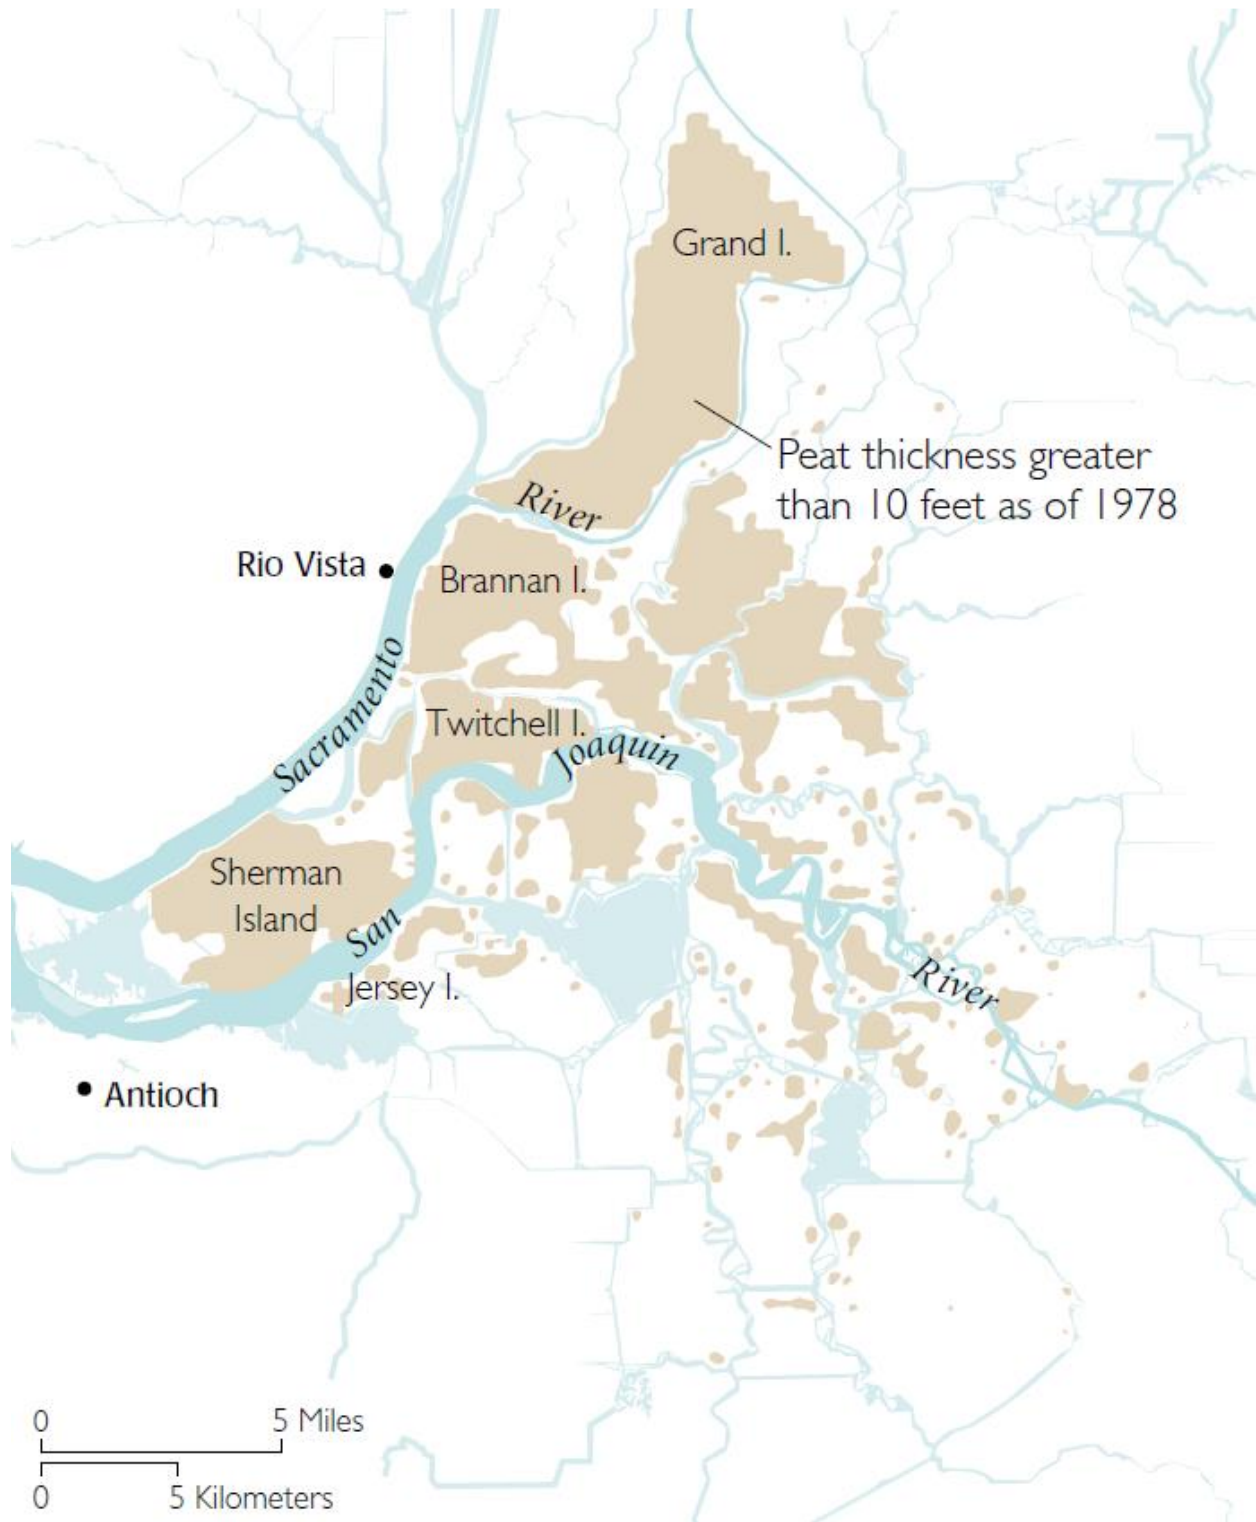 Grand I.
Peat thickness greater
than 10 feet as of 1978
River
Rio Vista
Brannan I.
Sacramento
Twitchell I.
Joaquin
Sherman
Island
San
Jersey I.
River
Antioch
0 5 Miles
0 5 Kilometers